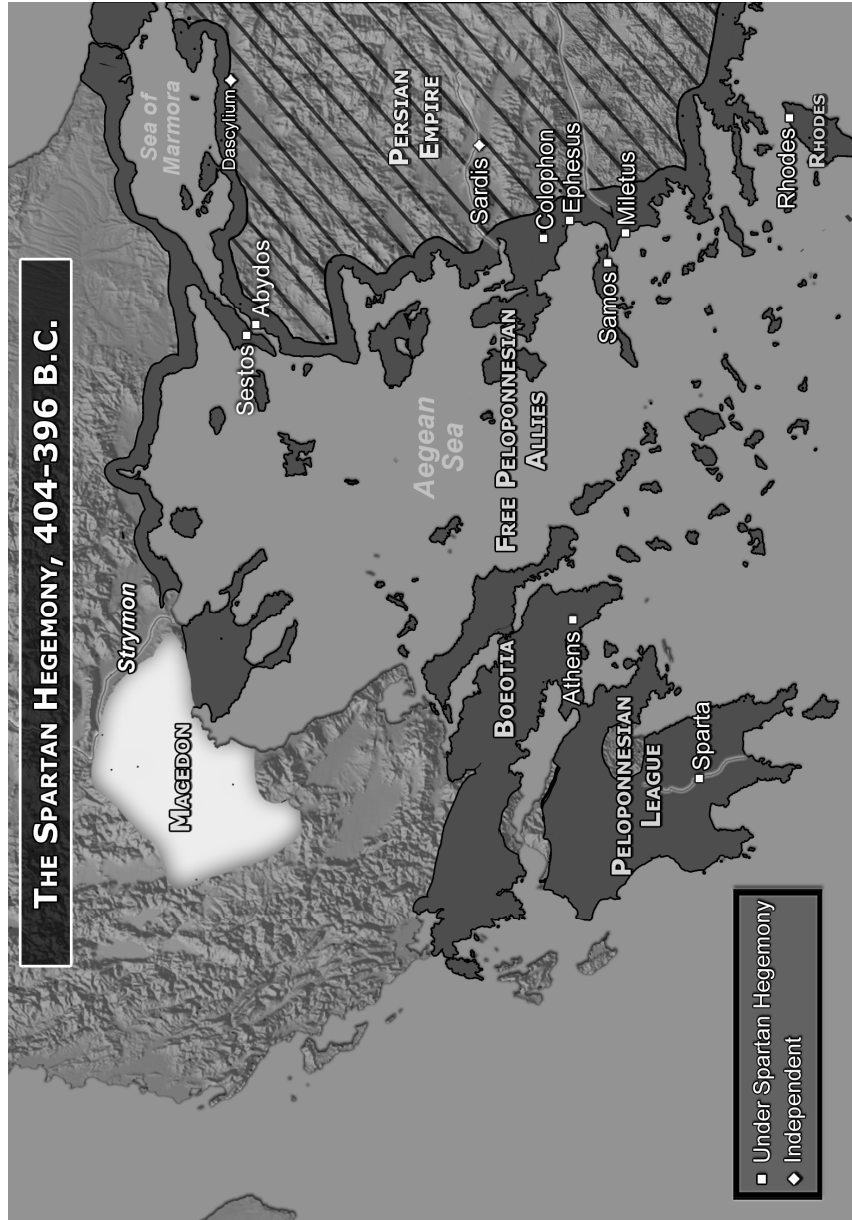 THE SPARTAN HEGEMONY, 404–396 B.C.
Strymon
MACEDON
Sea of
Marmora
Dascylium
Sestos
Abydos
PERSIAN
EMPIRE
Aegean
Sea
Sardis
FREE PELOPONNESIAN
ALLIES
Colophon
Ephesus
BOEOTIA
Athens
Samos
Miletus
PELOPONNESIAN
LEAGUE
Sparta
Rhodes
RHODES
Under Spartan Hegemony
Independent